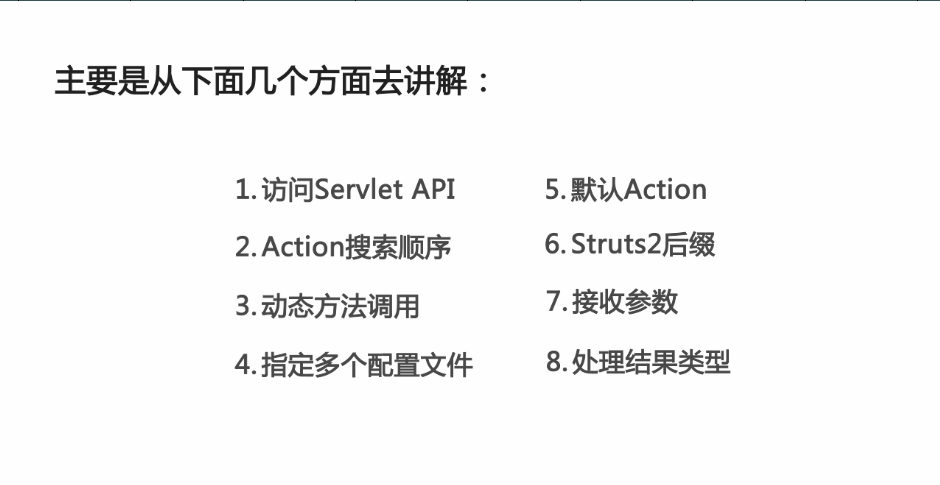 主要是从下面几个方面去讲解：
1.访问Servlet API
2.Action搜索顺序
3.动态方法调用
4.指定多个配置文件
5.默认Action
6.Struts2后缀
7.接收参数
8.处理结果类型